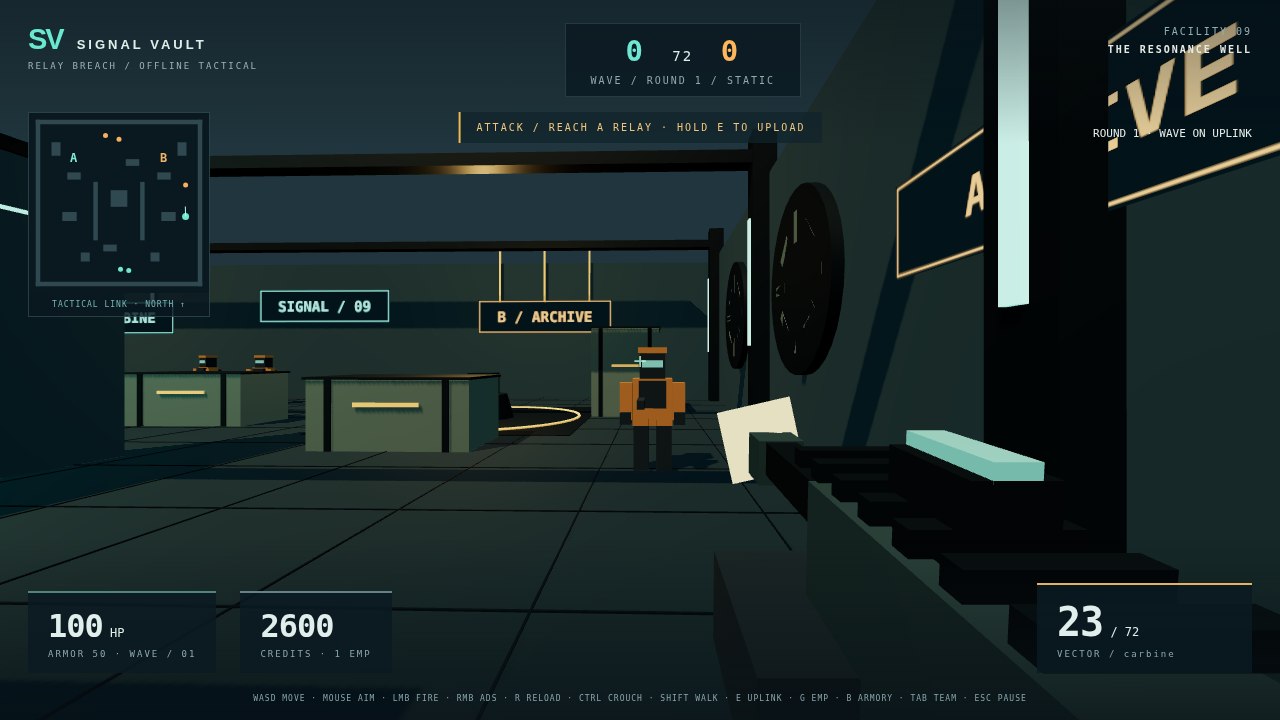 SV SIGNAL VAULT
RELAY BREACH / OFFLINE TACTICAL
0 72 0
WAVE / ROUND 1 / STATIC
FACILITY 09
THE RESONANCE WELL
ATTACK / REACH A RELAY · HOLD E TO UPLOAD
ROUND 1 / WAVE ON UPLINK
A B
TACTICAL LINK · NORTH ↑
BINE
SIGNAL / 09
B / ARCHIVE
A
VE
100 HP
ARMOR 50 · WAVE / 01
2600
CREDITS · 1 EMP
23 / 72
VECTOR / carbine
WASD MOVE · MOUSE AIM · LMB FIRE · RMB ADS · R RELOAD · CTRL CROUCH · SHIFT WALK · E UPLINK · G EMP · B ARMORY · TAB TEAM · ESC PAUSE